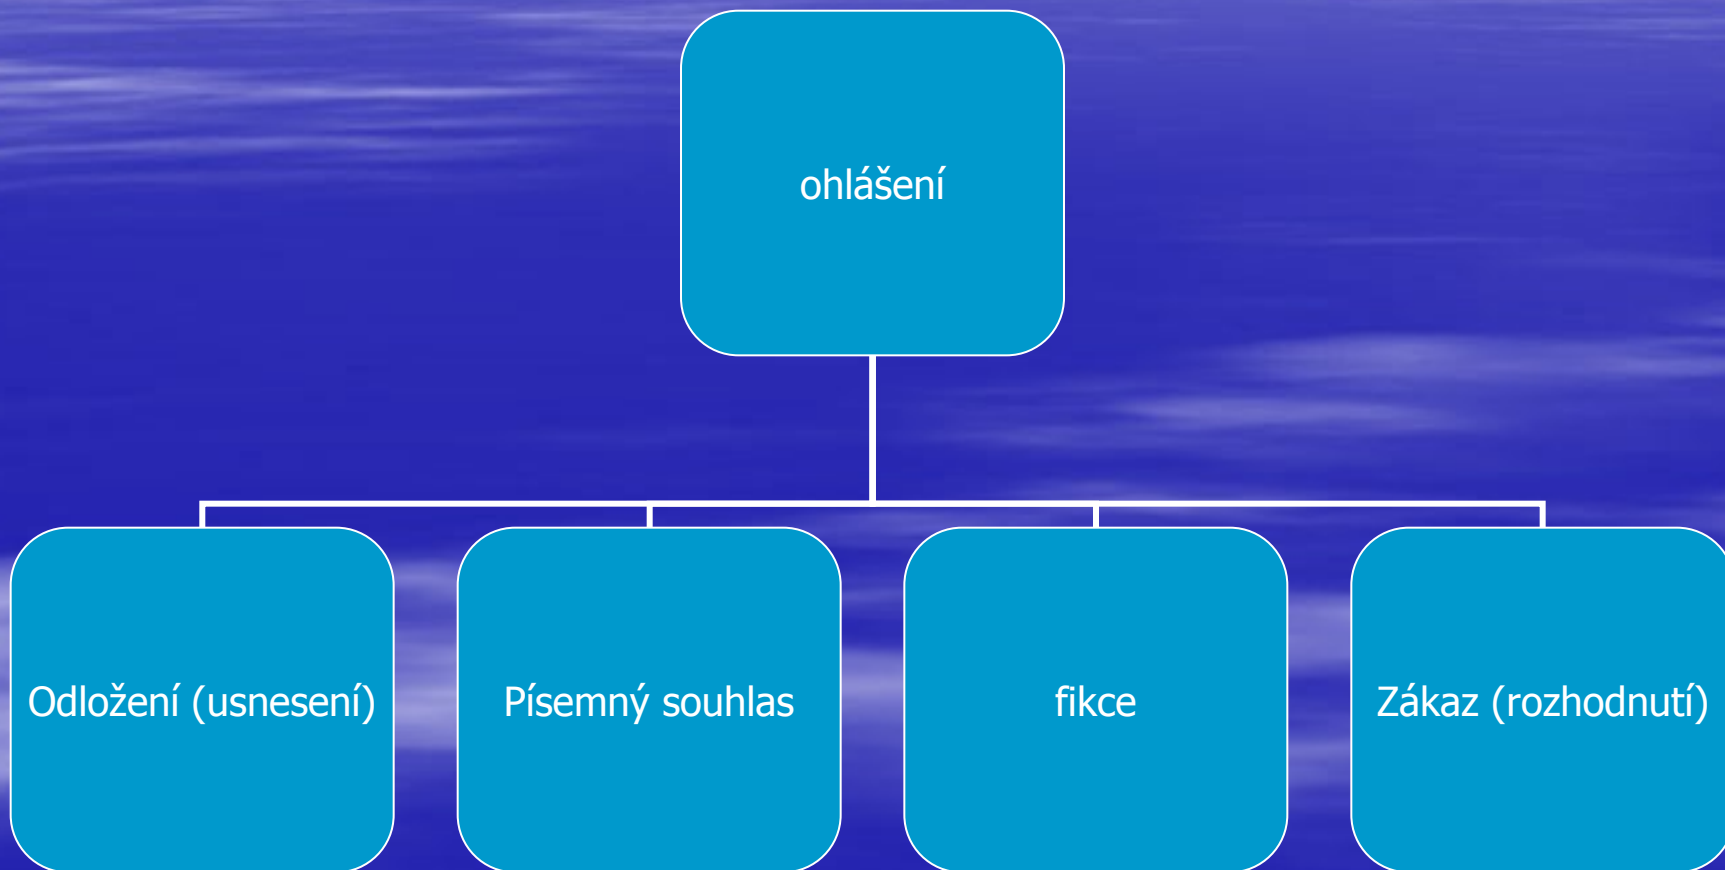 ohlášení
Odložení (usnesení)
Písemný souhlas
fikce
Zákaz (rozhodnutí)